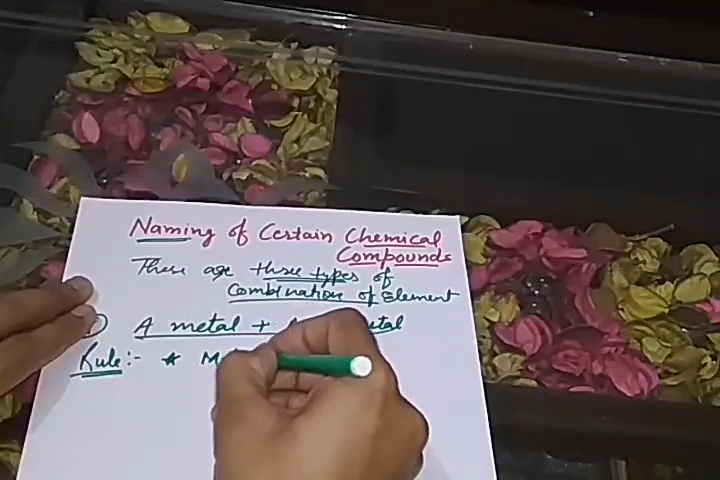 Naming of Certain Chemical
Compounds
There are three types of
Combination of Element
A metal +
Rule:- *